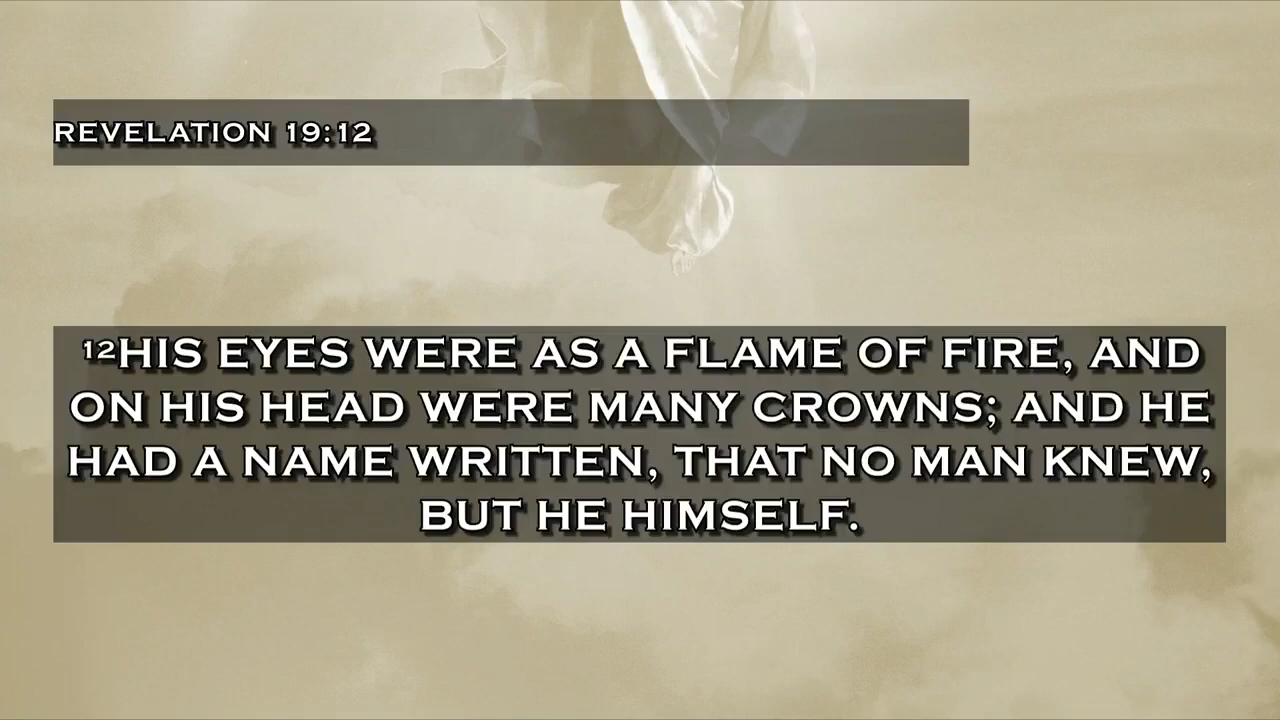 REVELATION 19:12
¹²HIS EYES WERE AS A FLAME OF FIRE, AND
ON HIS HEAD WERE MANY CROWNS; AND HE
HAD A NAME WRITTEN, THAT NO MAN KNEW,
BUT HE HIMSELF.